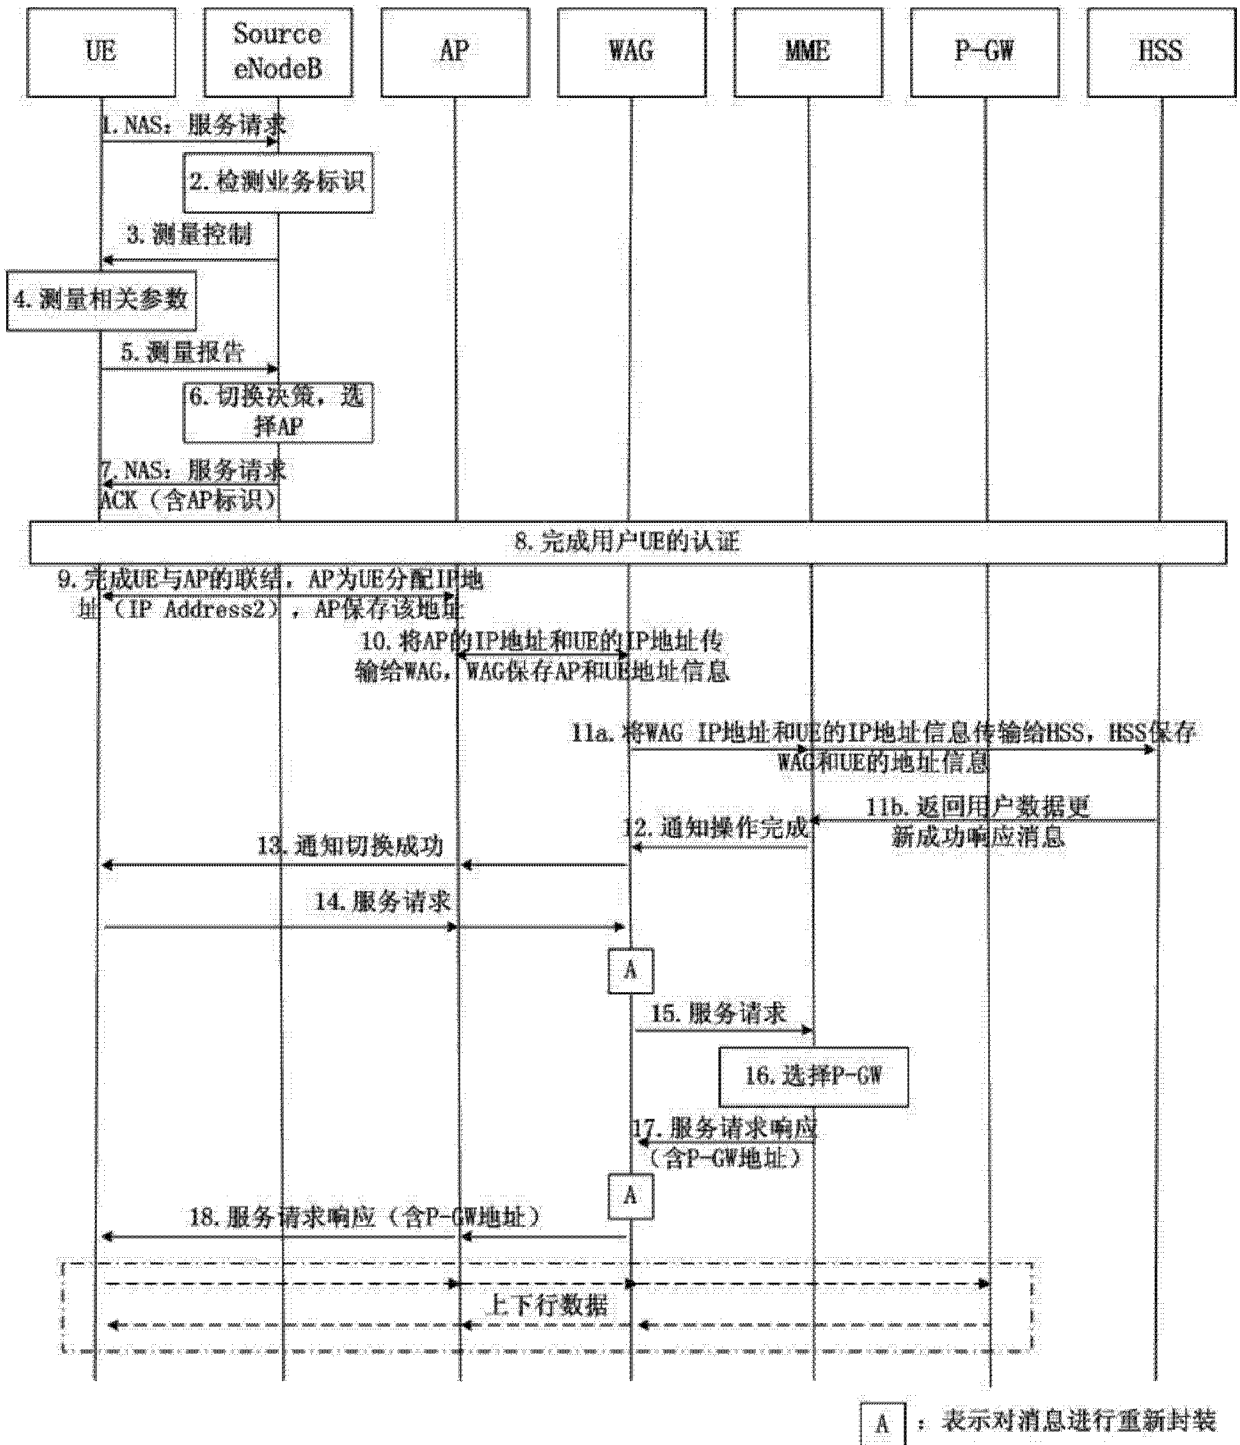 UE
Source
eNodeB
AP
WAG
MME
P-GW
HSS
1.NAS：服务请求
2.检测业务标识
3.测量控制
4.测量相关参数
5.测量报告
6.切换决策，选
择AP
7.NAS：服务请求
ACK（含AP标识）
8.完成用户UE的认证
9.完成UE与AP的联结，AP为UE分配IP地
址（IP Address2），AP保存该地址
10.将AP的IP地址和UE的IP地址传
输给WAG，WAG保存AP和UE地址信息
11a.将WAG IP地址和UE的IP地址信息传输给HSS，HSS保存
WAG和UE的地址信息
11b.返回用户数据更
新成功响应消息
12.通知操作完成
13.通知切换成功
14.服务请求
A
15.服务请求
16.选择P-GW
17.服务请求响应
（含P-GW地址）
A
18.服务请求响应（含P-GW地址）
上下行数据
A ：表示对消息进行重新封装